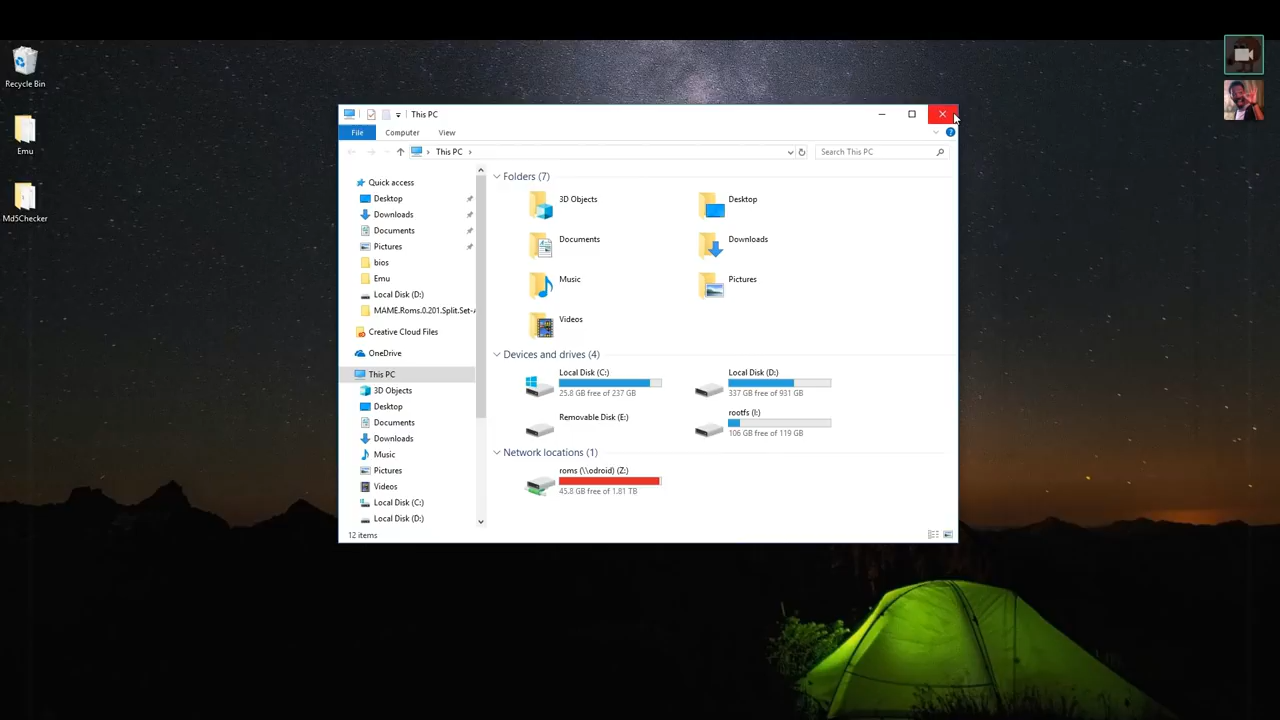 Recycle Bin
Emu
Md5Checker
This PC
File
Computer
View
This PC
Search This PC
Quick access
Desktop
Downloads
Documents
Pictures
bios
Emu
Local Disk (D:)
MAME.Roms.0.201.Split.Set-
Creative Cloud Files
OneDrive
This PC
3D Objects
Desktop
Documents
Downloads
Music
Pictures
Videos
Local Disk (C:)
Local Disk (D:)
Folders (7)
3D Objects
Desktop
Documents
Downloads
Music
Pictures
Videos
Devices and drives (4)
Local Disk (C:)
25.8 GB free of 237 GB
Local Disk (D:)
337 GB free of 931 GB
Removable Disk (E:)
rootfs (I:)
106 GB free of 119 GB
Network locations (1)
roms (\\odroid) (Z:)
45.8 GB free of 1.81 TB
12 items